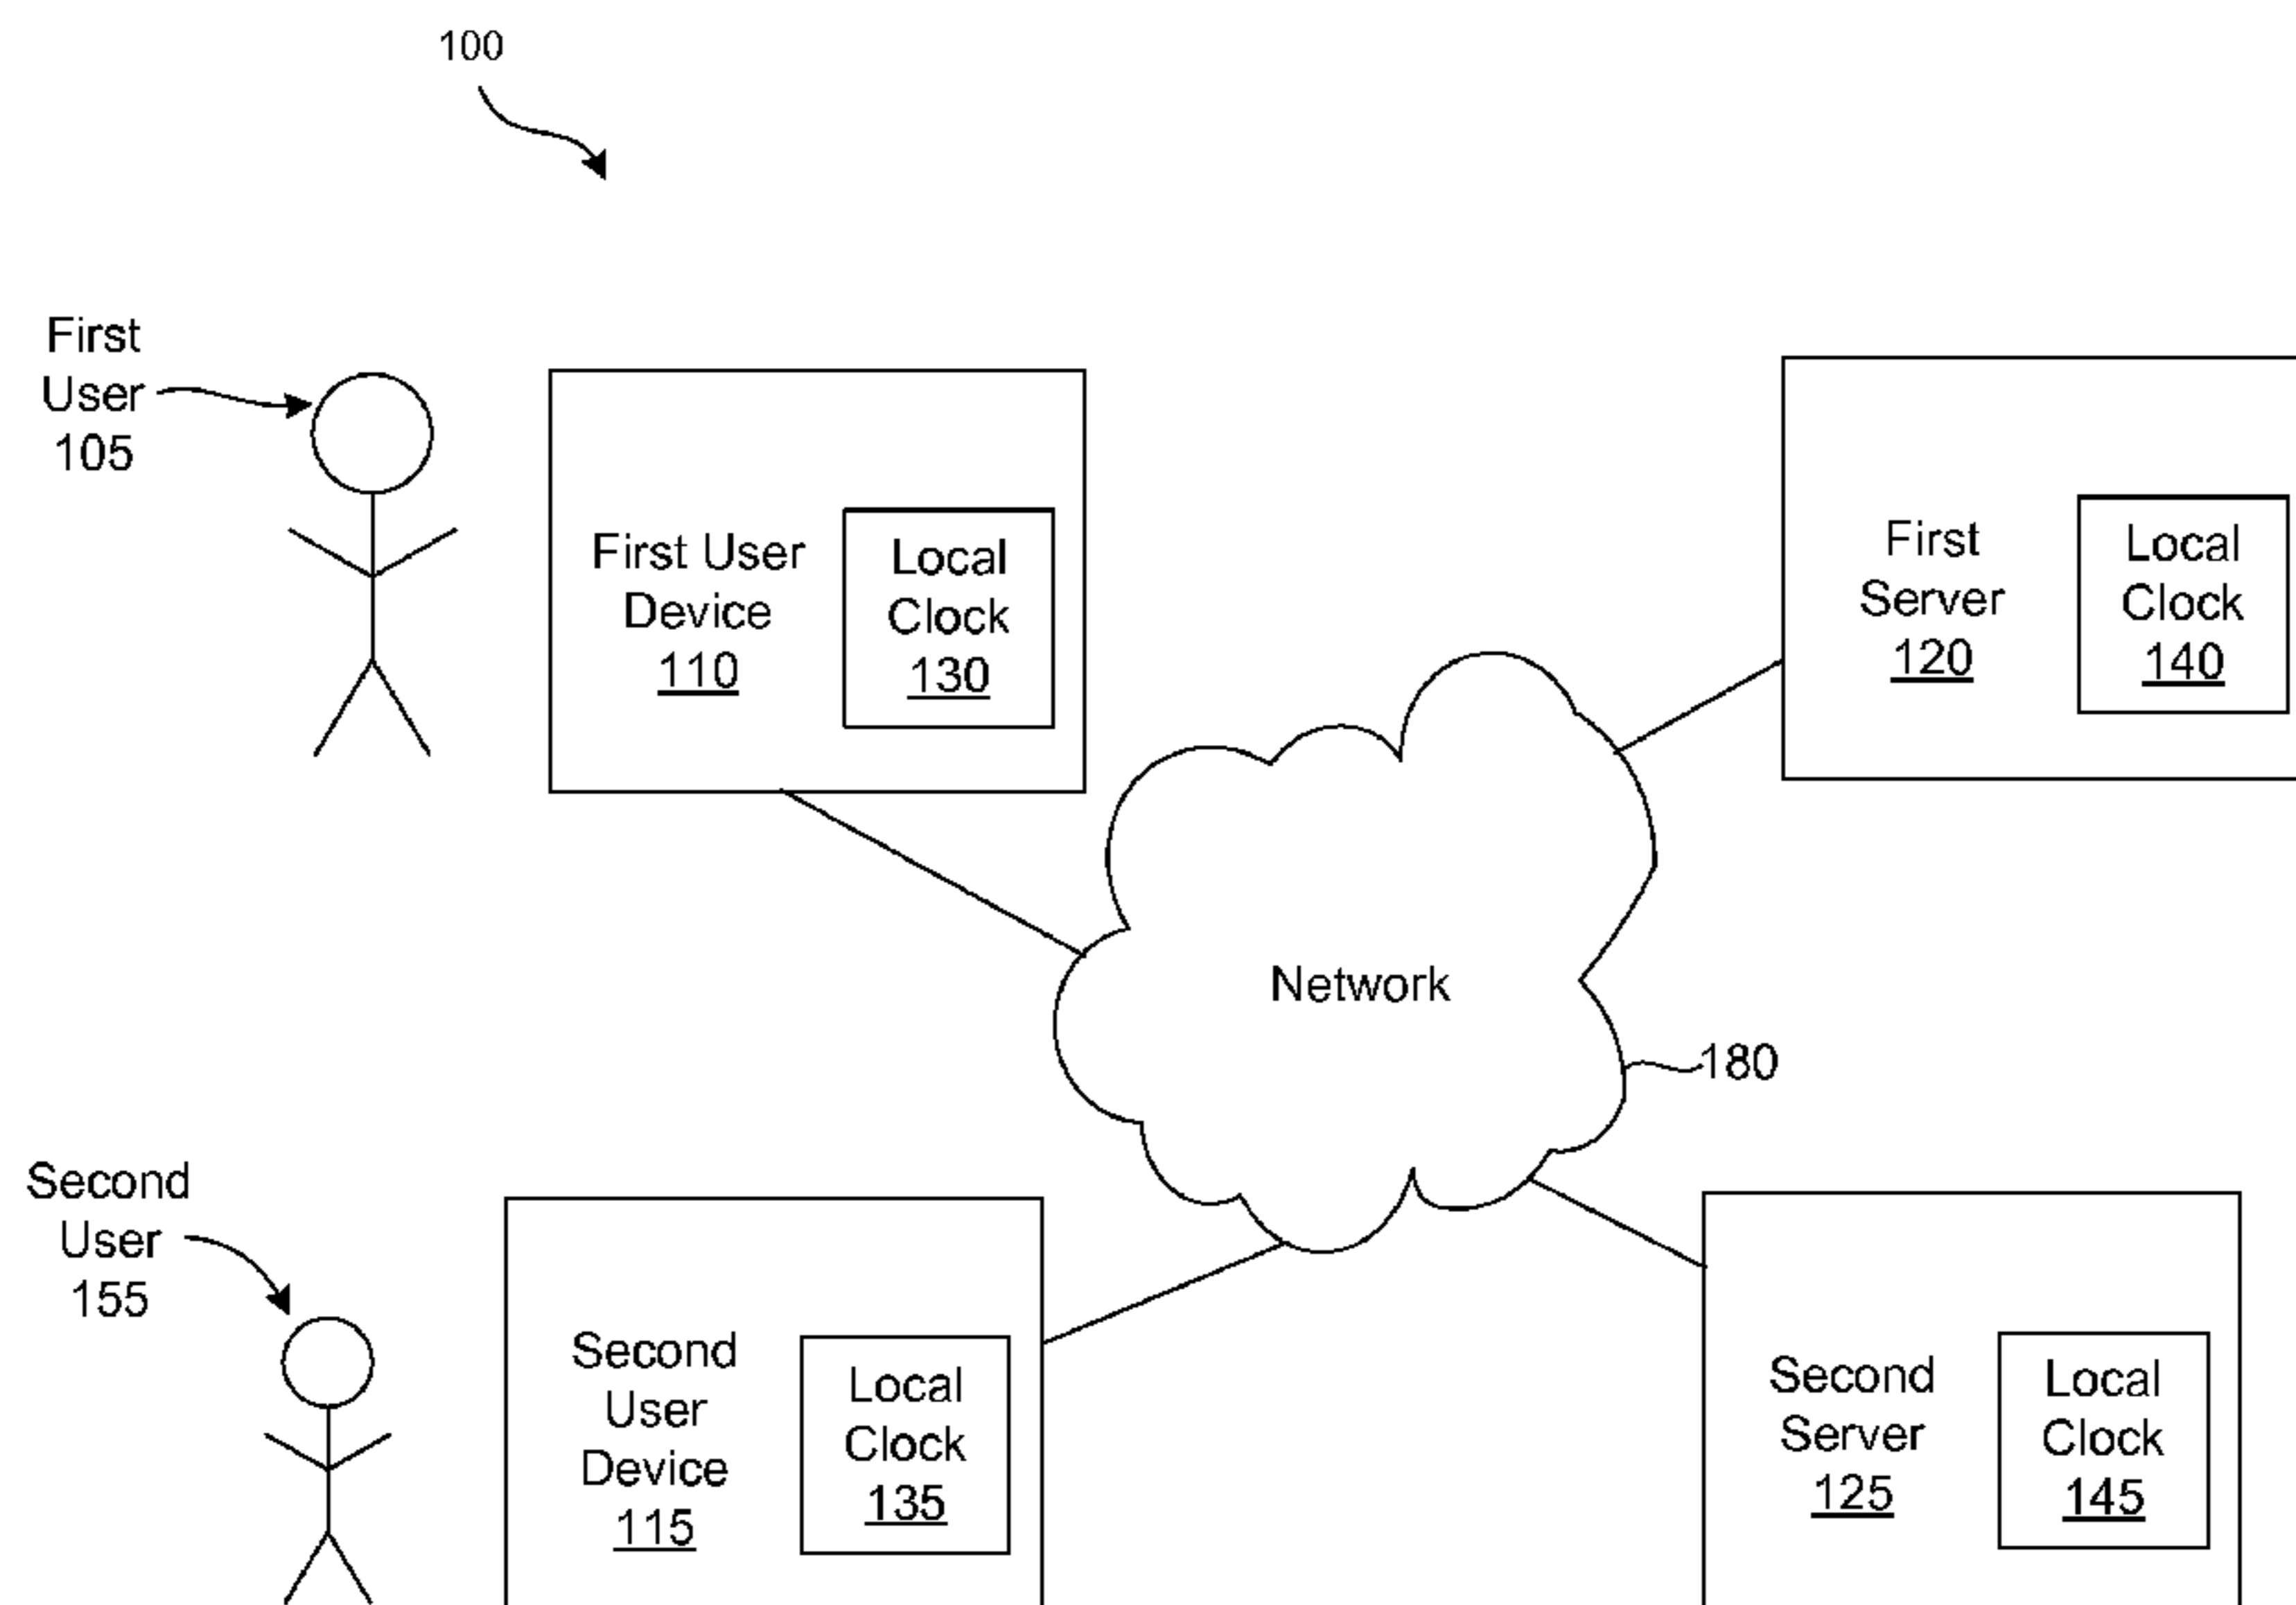 100
First
User
105
First User
Device
110
Local
Clock
130
First
Server
120
Local
Clock
140
Network
180
Second
User
155
Second
User
Device
115
Local
Clock
135
Second
Server
125
Local
Clock
145